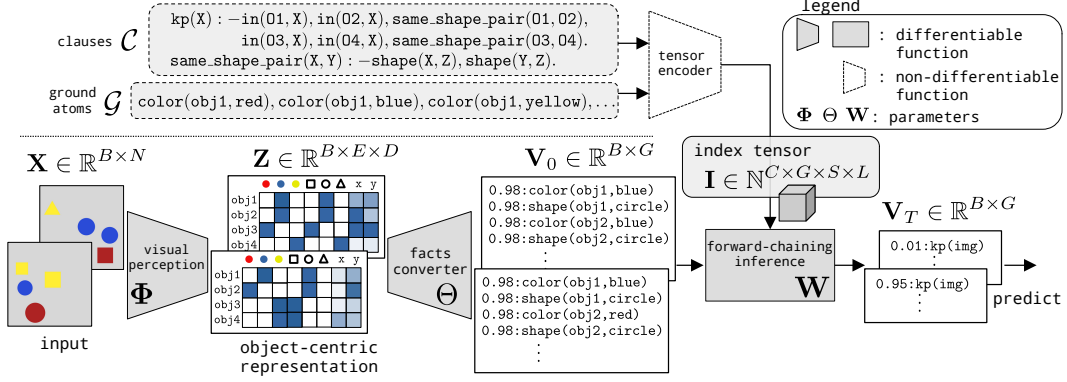 clauses 𝒞
kp(X) : −in(O1, X), in(O2, X), same_shape_pair(O1, O2),
in(O3, X), in(O4, X), same_shape_pair(O3, O4).
same_shape_pair(X, Y) : −shape(X, Z), shape(Y, Z).
ground
atoms 𝒢
color(obj1, red), color(obj1, blue), color(obj1, yellow), ...
tensor
encoder
legend
: differentiable
function
: non-differentiable
function
Φ Θ W : parameters
X ∈ ℝ^{B×N}
Z ∈ ℝ^{B×E×D}
V_0 ∈ ℝ^{B×G}
index tensor
I ∈ ℕ^{C×G×S×L}
V_T ∈ ℝ^{B×G}
input
visual
perception
Φ
x y
obj1
obj2
obj3
obj4
x y
obj1
obj2
obj3
obj4
object-centric
representation
facts
converter
Θ
0.98:color(obj1,blue)
0.98:shape(obj1,circle)
0.98:color(obj2,blue)
0.98:shape(obj2,circle)
⋮
0.98:color(obj1,blue)
0.98:shape(obj1,circle)
0.98:color(obj2,red)
0.98:shape(obj2,circle)
⋮
forward-chaining
inference
W
0.01:kp(img)
0.95:kp(img)
⋮
predict